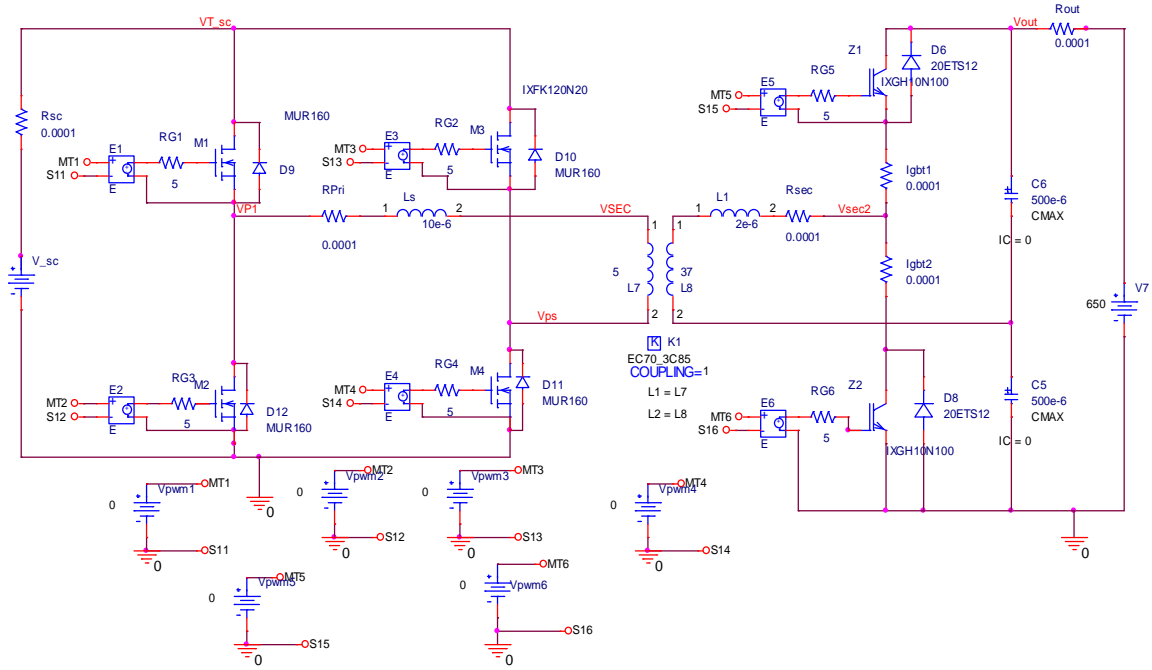 VT_sc
Vout
Rout
0.0001
Z1
D6
20ETS12
IXGH10N100
E5
RG5
MT5
S15
E
5
IXFK120N20
Rsc
0.0001
MUR160
RG1
M1
E1
MT1
S11
E
5
D9
RG2
M3
E3
MT3
S13
E
5
D10
MUR160
Igbt1
0.0001
C6
500e-6
CMAX
IC = 0
VP1
RPri
0.0001
Ls
1
2
10e-6
VSEC
L1
1
2
2e-6
Rsec
0.0001
Vsec2
V_sc
+
-
1
1
5
37
L7
L8
2
2
Igbt2
0.0001
V7
+
650
-
Vps
K K1
EC70_3C85
COUPLING=1
L1 = L7
L2 = L8
E2
RG3
M2
MT2
S12
E
5
D12
MUR160
E4
RG4
M4
MT4
S14
E
5
D11
MUR160
E6
RG6
Z2
MT6
S16
E
5
IXGH10N100
D8
20ETS12
C5
500e-6
CMAX
IC = 0
0
0
MT1
Vpwm1
+
0
-
S11
0
MT2
Vpwm2
+
0
-
S12
0
MT3
Vpwm3
+
0
-
S13
0
MT4
Vpwm4
+
0
-
S14
0
MT5
Vpwm5
+
0
-
S15
0
MT6
Vpwm6
+
0
-
S16
0